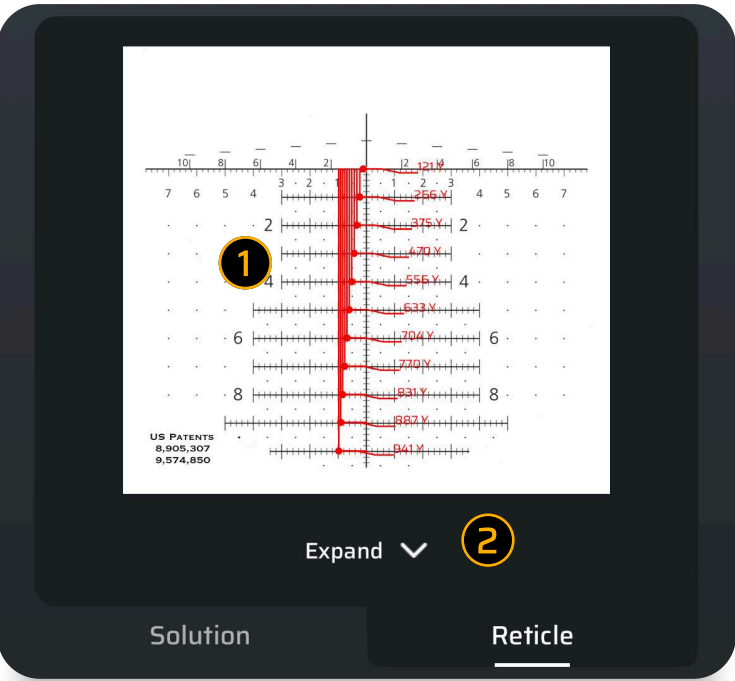 10 8 6 4 2 2 4 6 8 10
121 Y
3 2 1 1 2 3
7 6 5 4 4 5 6 7
256 Y
2 375 Y 2
470 Y
1
4 556 Y 4
633 Y
6 704 Y 6
770 Y
8 831 Y 8
887 Y
US PATENTS
8,905,307
9,574,850
941 Y
Expand
2
Solution Reticle